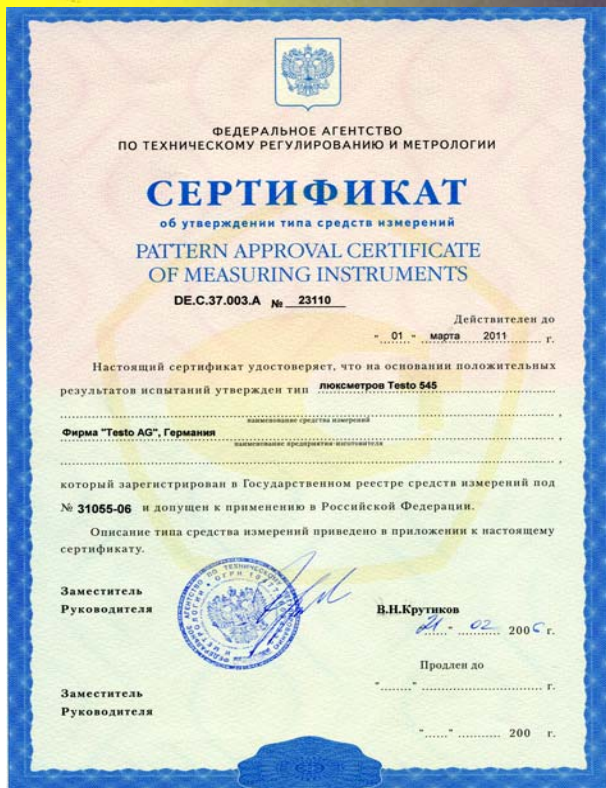 ФЕДЕРАЛЬНОЕ АГЕНТСТВО
ПО ТЕХНИЧЕСКОМУ РЕГУЛИРОВАНИЮ И МЕТРОЛОГИИ
СЕРТИФИКАТ
об утверждении типа средств измерений
PATTERN APPROVAL CERTIFICATE
OF MEASURING INSTRUMENTS
DE.C.37.003.A № 23110
Действителен до
" 01 " марта 2011 г.
Настоящий сертификат удостоверяет, что на основании положительных
результатов испытаний утвержден тип люксметров Testo 545
наименование средства измерений
Фирма "Testo AG", Германия
наименование предприятия-изготовителя
который зарегистрирован в Государственном реестре средств измерений под
№ 31055-06 и допущен к применению в Российской Федерации.
Описание типа средства измерений приведено в приложении к настоящему
сертификату.
Заместитель
Руководителя
В.Н.Крутиков
21 - 02 2006 г.
Продлен до
"......" г.
Заместитель
Руководителя
"......" 200 г.